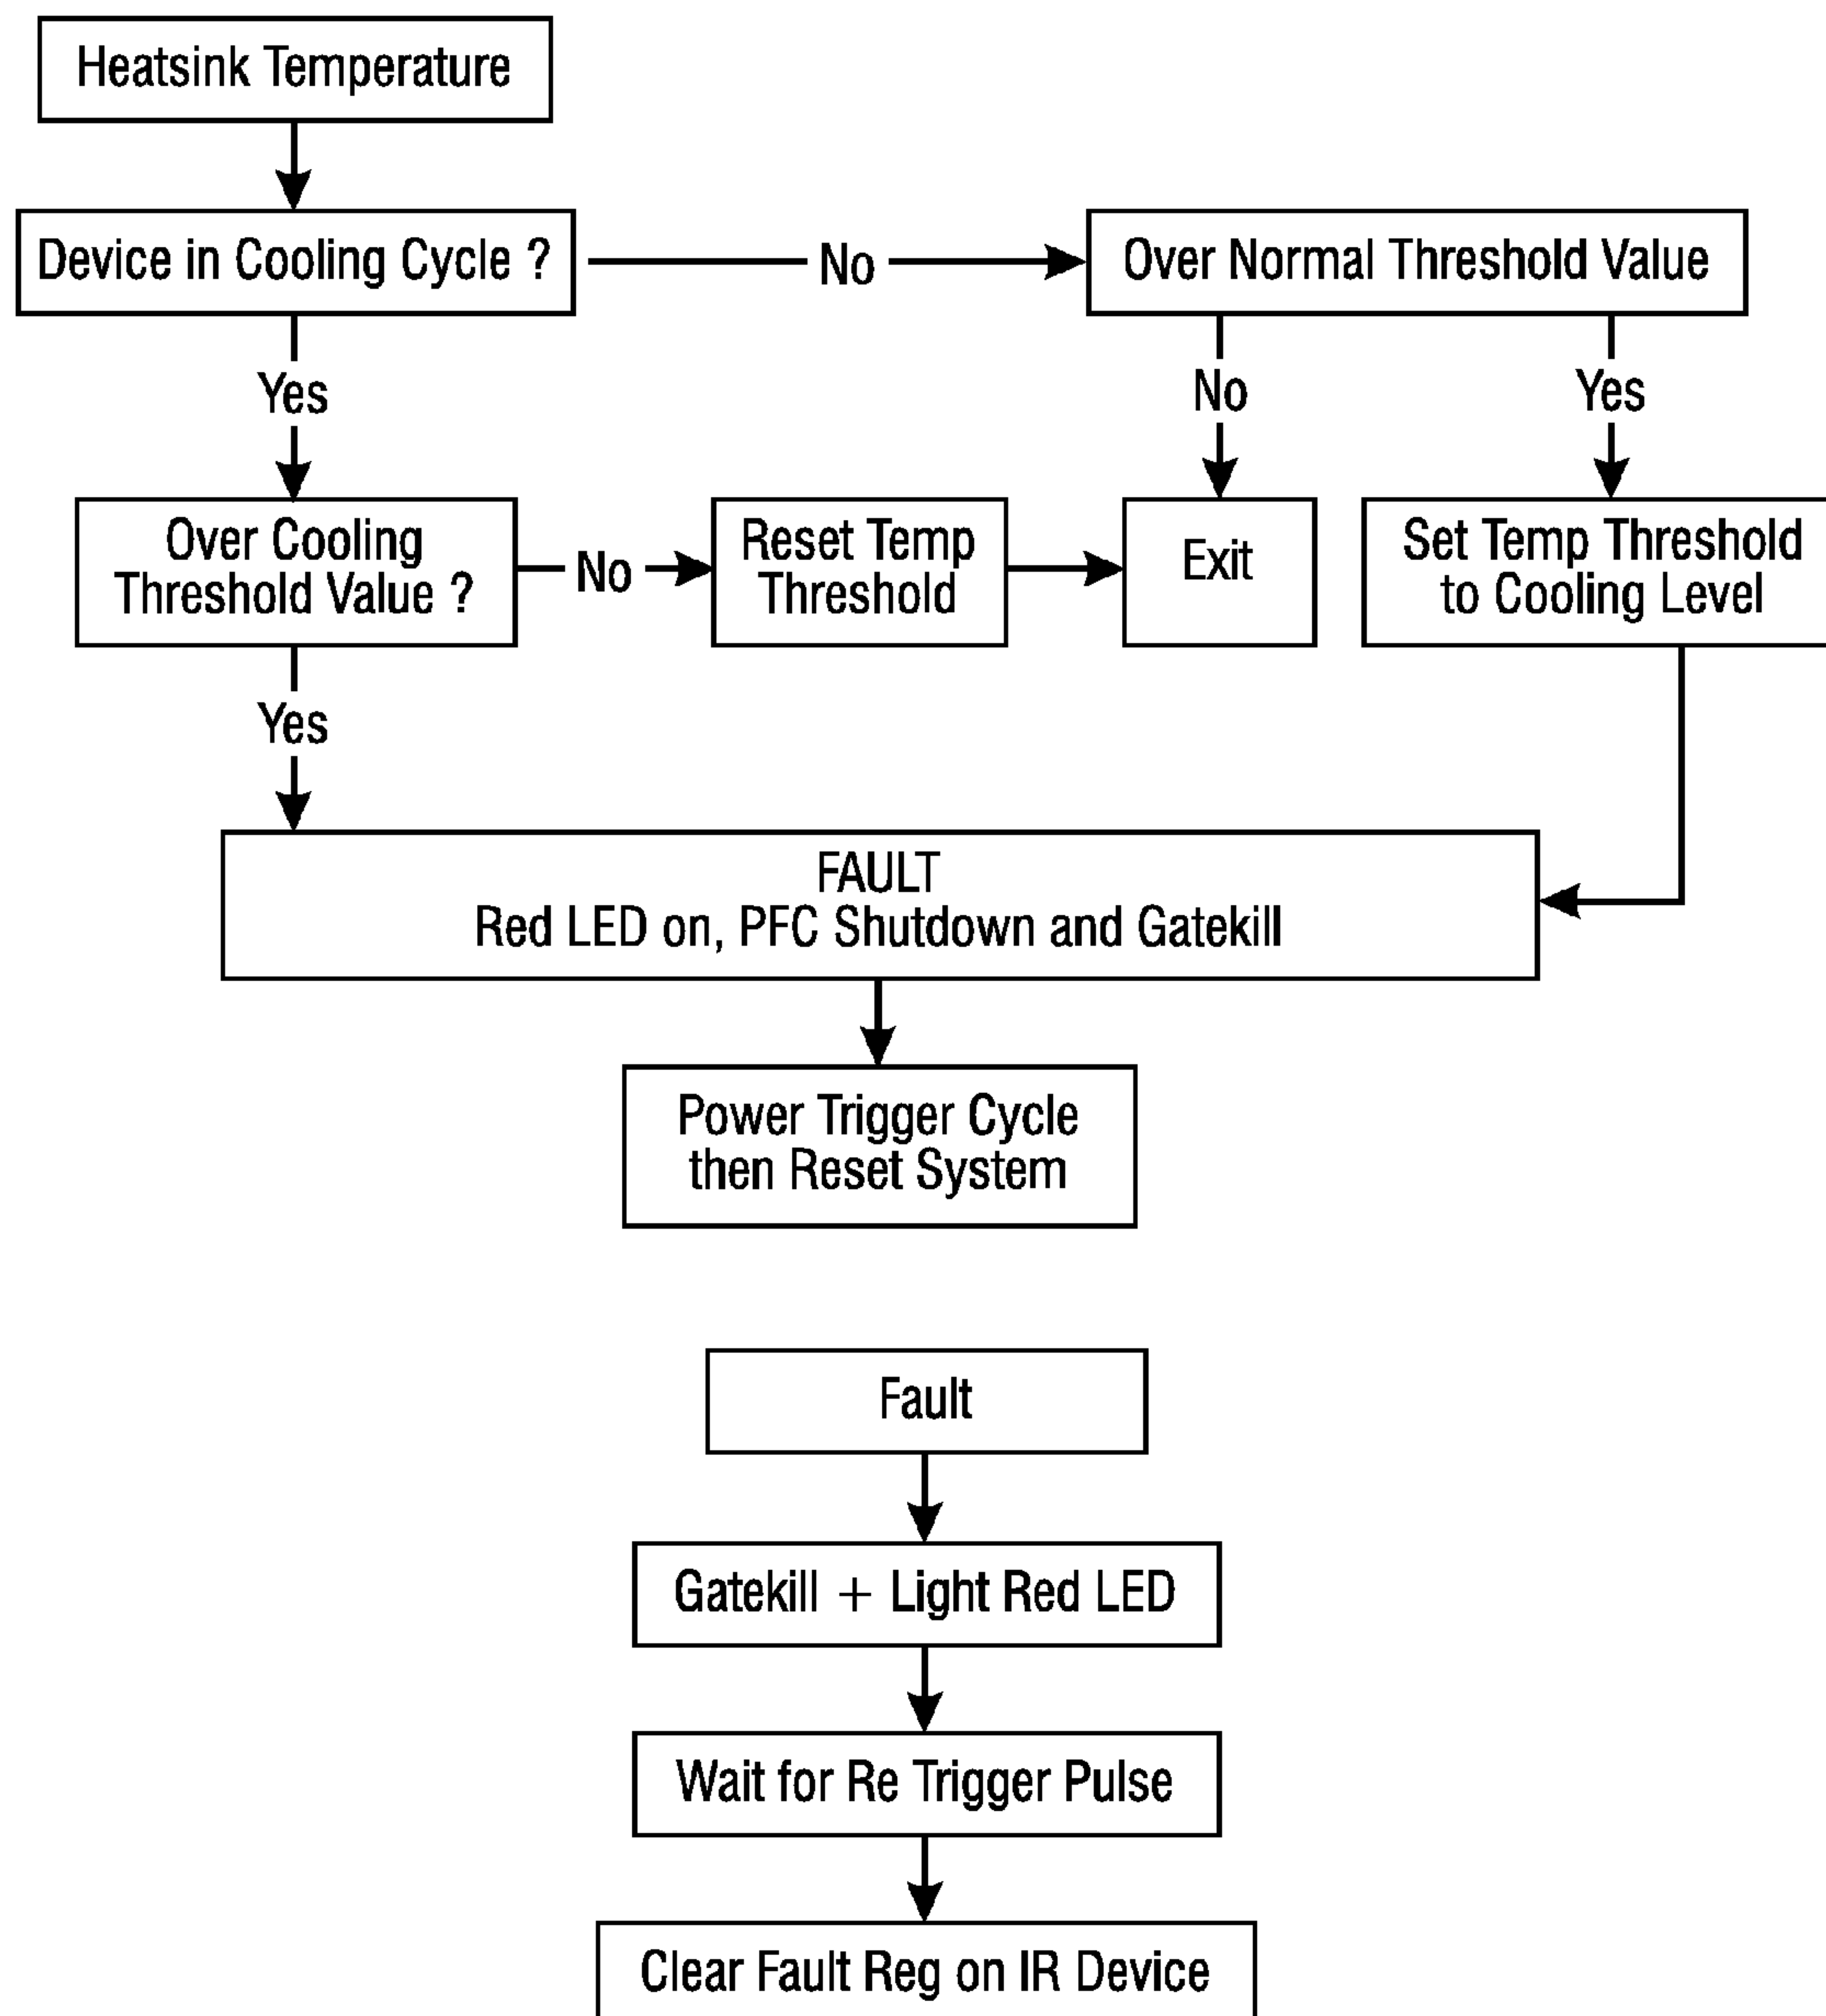 Heatsink Temperature
Device in Cooling Cycle ?
No
Over Normal Threshold Value
Yes
No
Yes
Over Cooling
Threshold Value ?
No
Reset Temp
Threshold
Exit
Set Temp Threshold
to Cooling Level
Yes
FAULT
Red LED on, PFC Shutdown and Gatekill
Power Trigger Cycle
then Reset System
Fault
Gatekill + Light Red LED
Wait for Re Trigger Pulse
Clear Fault Reg on IR Device